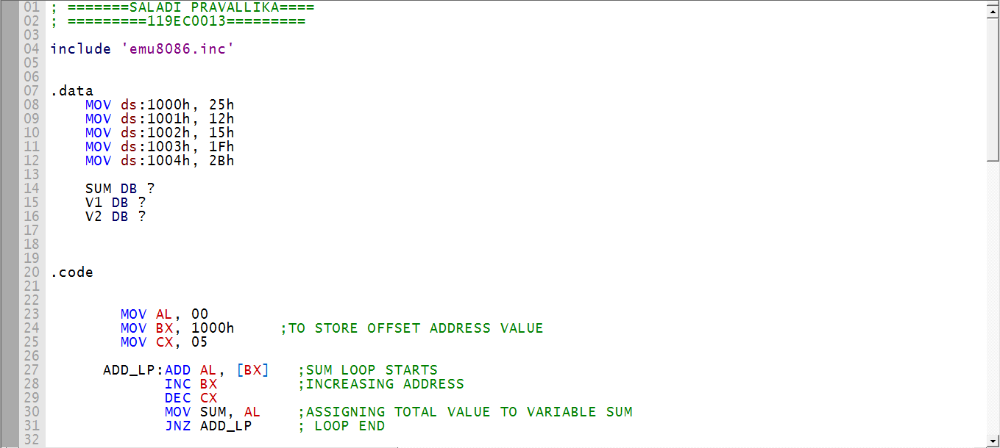 01 ; =======SALADI PRAVALLIKA====
02 ; =========119EC0013=========
03
04 include 'emu8086.inc'
05
06
07 .data
08 MOV ds:1000h, 25h
09 MOV ds:1001h, 12h
10 MOV ds:1002h, 15h
11 MOV ds:1003h, 1Fh
12 MOV ds:1004h, 2Bh
13
14 SUM DB ?
15 V1 DB ?
16 V2 DB ?
17
18
19
20 .code
21
22
23 MOV AL, 00
24 MOV BX, 1000h ;TO STORE OFFSET ADDRESS VALUE
25 MOV CX, 05
26
27 ADD_LP:ADD AL, [BX] ;SUM LOOP STARTS
28 INC BX ;INCREASING ADDRESS
29 DEC CX
30 MOV SUM, AL ;ASSIGNING TOTAL VALUE TO VARIABLE SUM
31 JNZ ADD_LP ; LOOP END
32